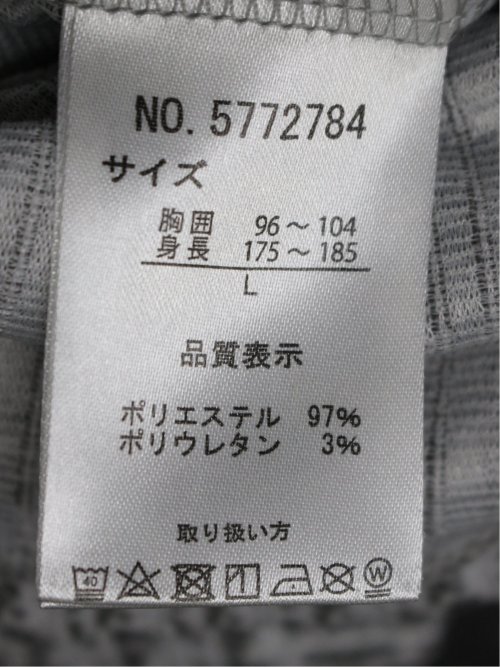 NO. 5772784
サイズ
胸囲 96～104
身長 175～185
L
品質表示
ポリエステル 97%
ポリウレタン 3%
取り扱い方
40 W